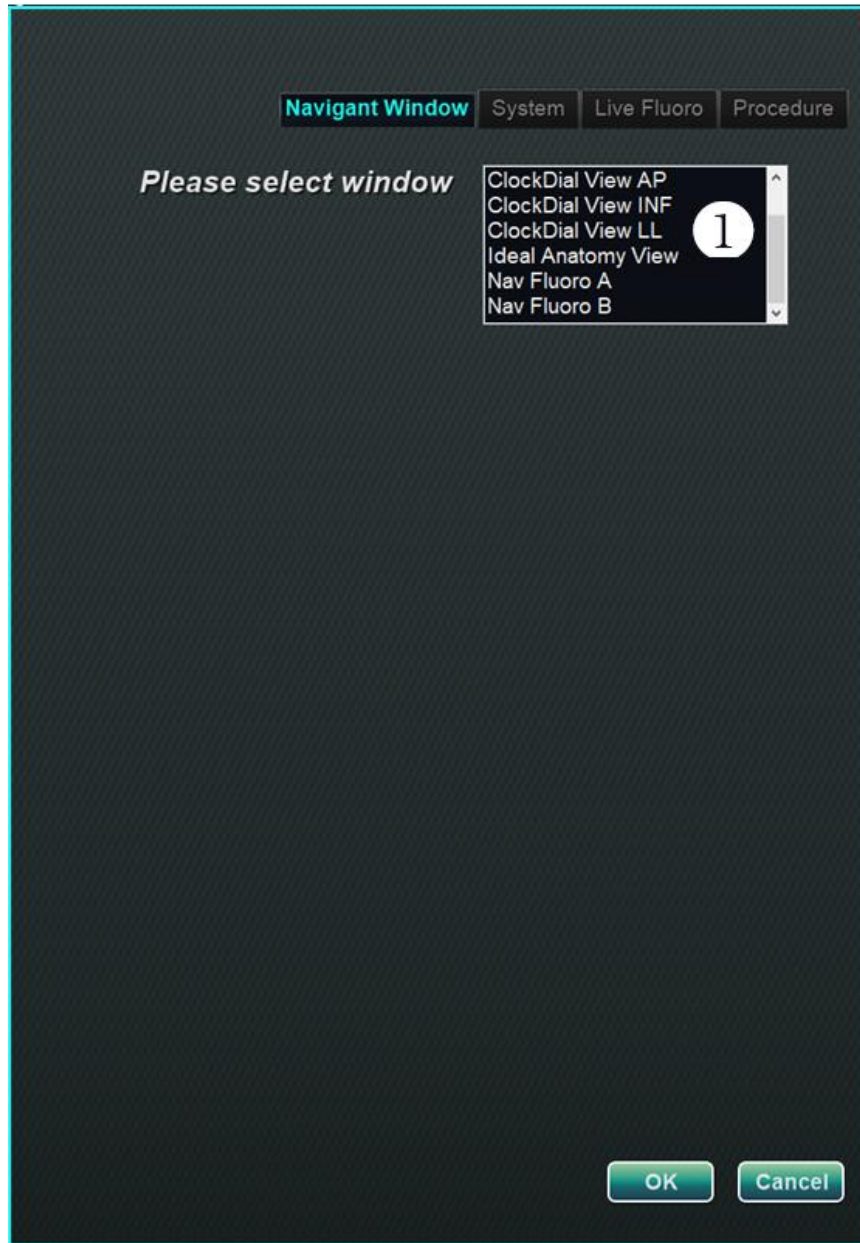 Navigant Window System Live Fluoro Procedure
Please select window
ClockDial View AP
ClockDial View INF
ClockDial View LL
Ideal Anatomy View
Nav Fluoro A
Nav Fluoro B
1
OK Cancel